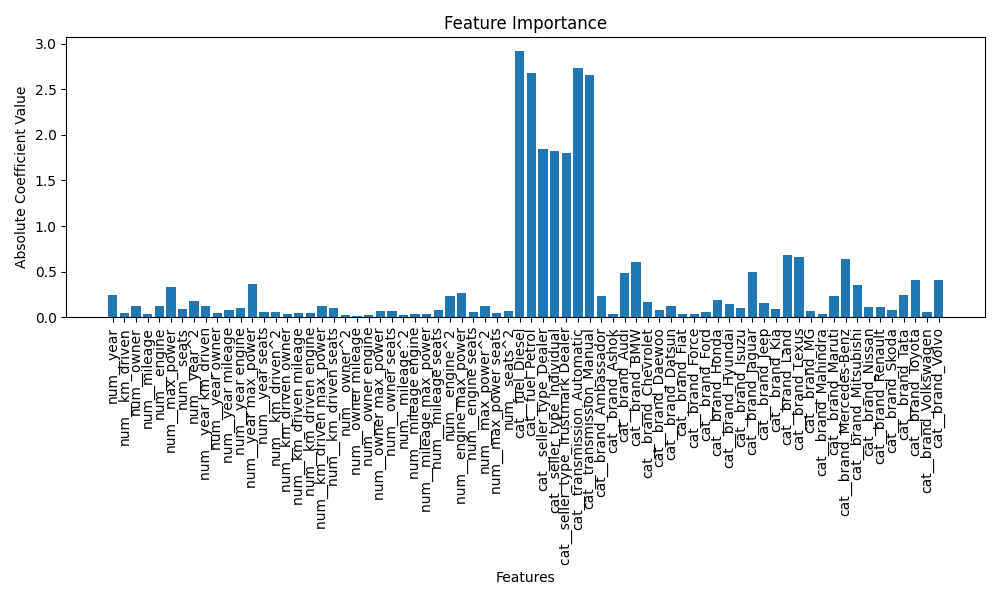 Feature Importance
Absolute Coefficient Value
3.0
2.5
2.0
1.5
1.0
0.5
0.0
num__year
num__km_driven
num__owner
num__mileage
num__engine
num__max_power
num__seats
num__year^2
num__year km_driven
num__year owner
num__year mileage
num__year engine
num__year max_power
num__year seats
num__km_driven^2
num__km_driven owner
num__km_driven mileage
num__km_driven engine
num__km_driven max_power
num__km_driven seats
num__owner^2
num__owner mileage
num__owner engine
num__owner max_power
num__owner seats
num__mileage^2
num__mileage engine
num__mileage max_power
num__mileage seats
num__engine^2
num__engine max_power
num__engine seats
num__max_power^2
num__max_power seats
num__seats^2
cat__fuel_Diesel
cat__fuel_Petrol
cat__seller_type_Dealer
cat__seller_type_Individual
cat__seller_type_Trustmark Dealer
cat__transmission_Automatic
cat__transmission_Manual
cat__brand_Ambassador
cat__brand_Ashok
cat__brand_Audi
cat__brand_BMW
cat__brand_Chevrolet
cat__brand_Daewoo
cat__brand_Datsun
cat__brand_Fiat
cat__brand_Force
cat__brand_Ford
cat__brand_Honda
cat__brand_Hyundai
cat__brand_Isuzu
cat__brand_Jaguar
cat__brand_Jeep
cat__brand_Kia
cat__brand_Land
cat__brand_Lexus
cat__brand_MG
cat__brand_Mahindra
cat__brand_Maruti
cat__brand_Mercedes-Benz
cat__brand_Mitsubishi
cat__brand_Nissan
cat__brand_Renault
cat__brand_Skoda
cat__brand_Tata
cat__brand_Toyota
cat__brand_Volkswagen
cat__brand_Volvo
Features